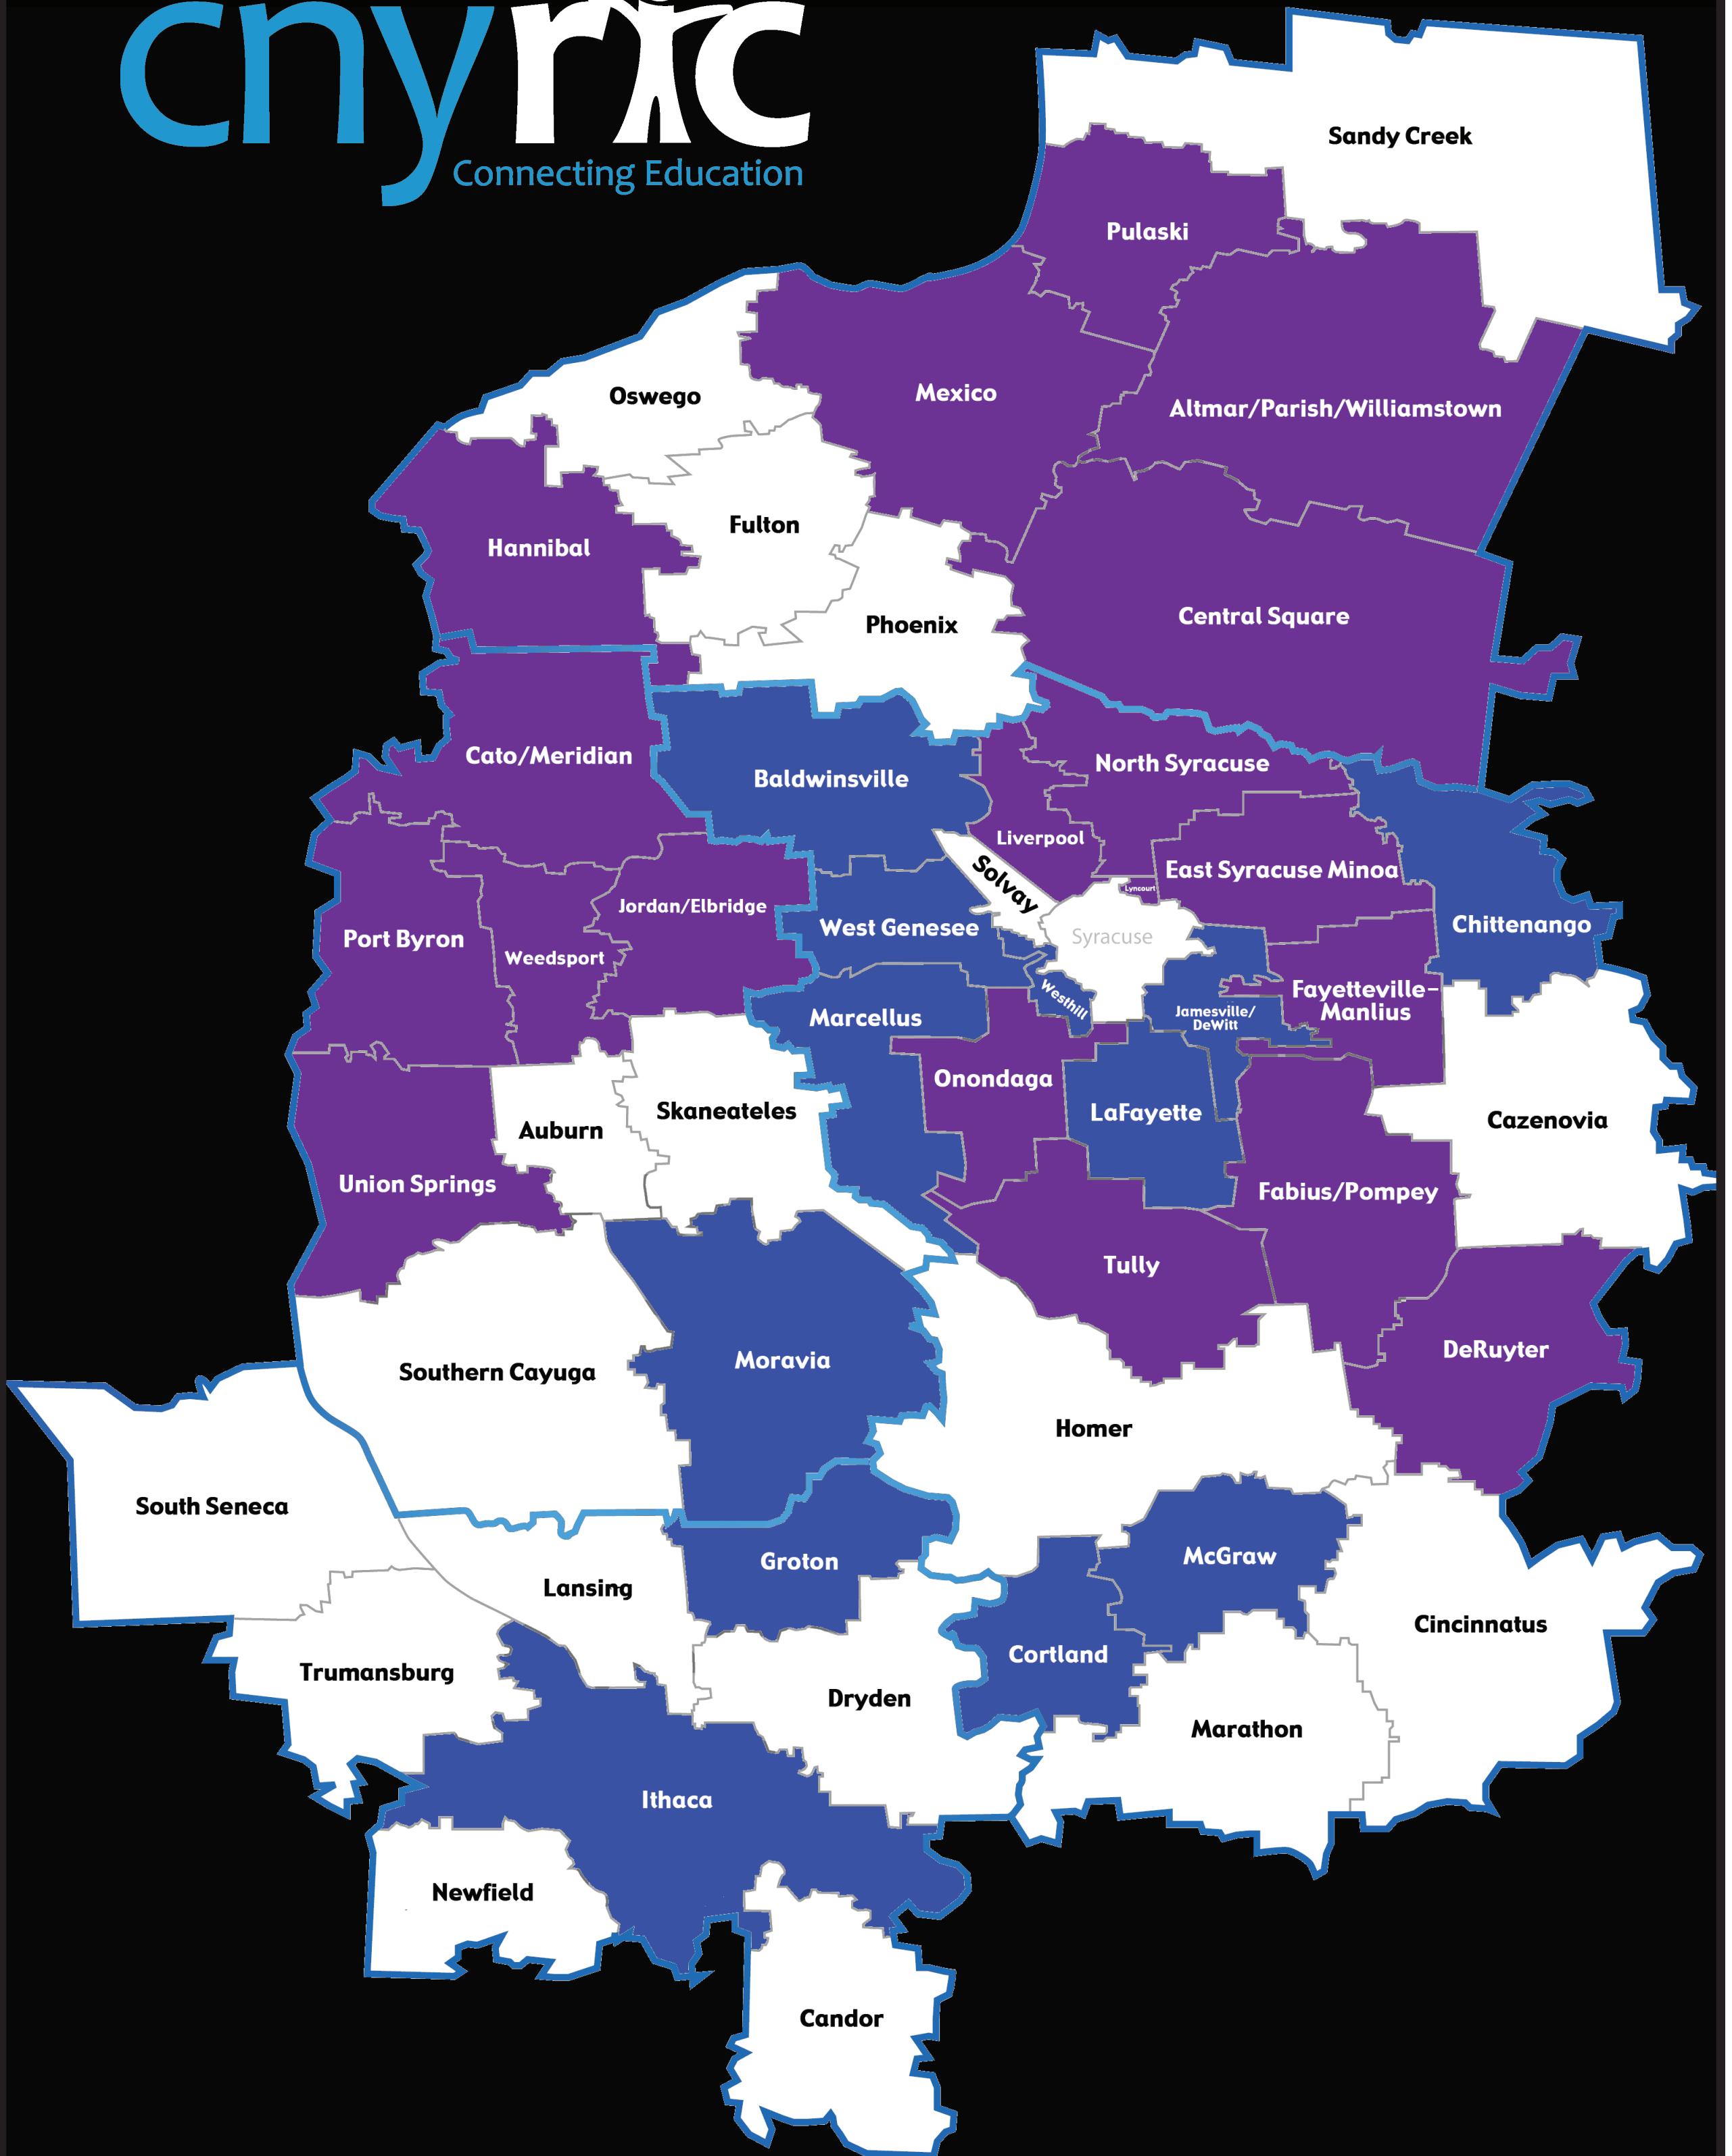 cnyric
Connecting Education
Sandy Creek
Pulaski
Mexico
Oswego
Altmar/Parish/Williamstown
Fulton
Hannibal
Central Square
Phoenix
Cato/Meridian
North Syracuse
Baldwinsville
Liverpool
East Syracuse Minoa
Solvay
Lyncourt
Jordan/Elbridge
Chittenango
West Genesee
Syracuse
Port Byron
Weedsport
Fayetteville-
Manlius
Westhill
Marcellus
Jamesville/
DeWitt
Onondaga
Skaneateles
LaFayette
Cazenovia
Auburn
Union Springs
Fabius/Pompey
Tully
DeRuyter
Moravia
Southern Cayuga
Homer
South Seneca
McGraw
Groton
Lansing
Cincinnatus
Cortland
Trumansburg
Dryden
Marathon
Ithaca
Newfield
Candor